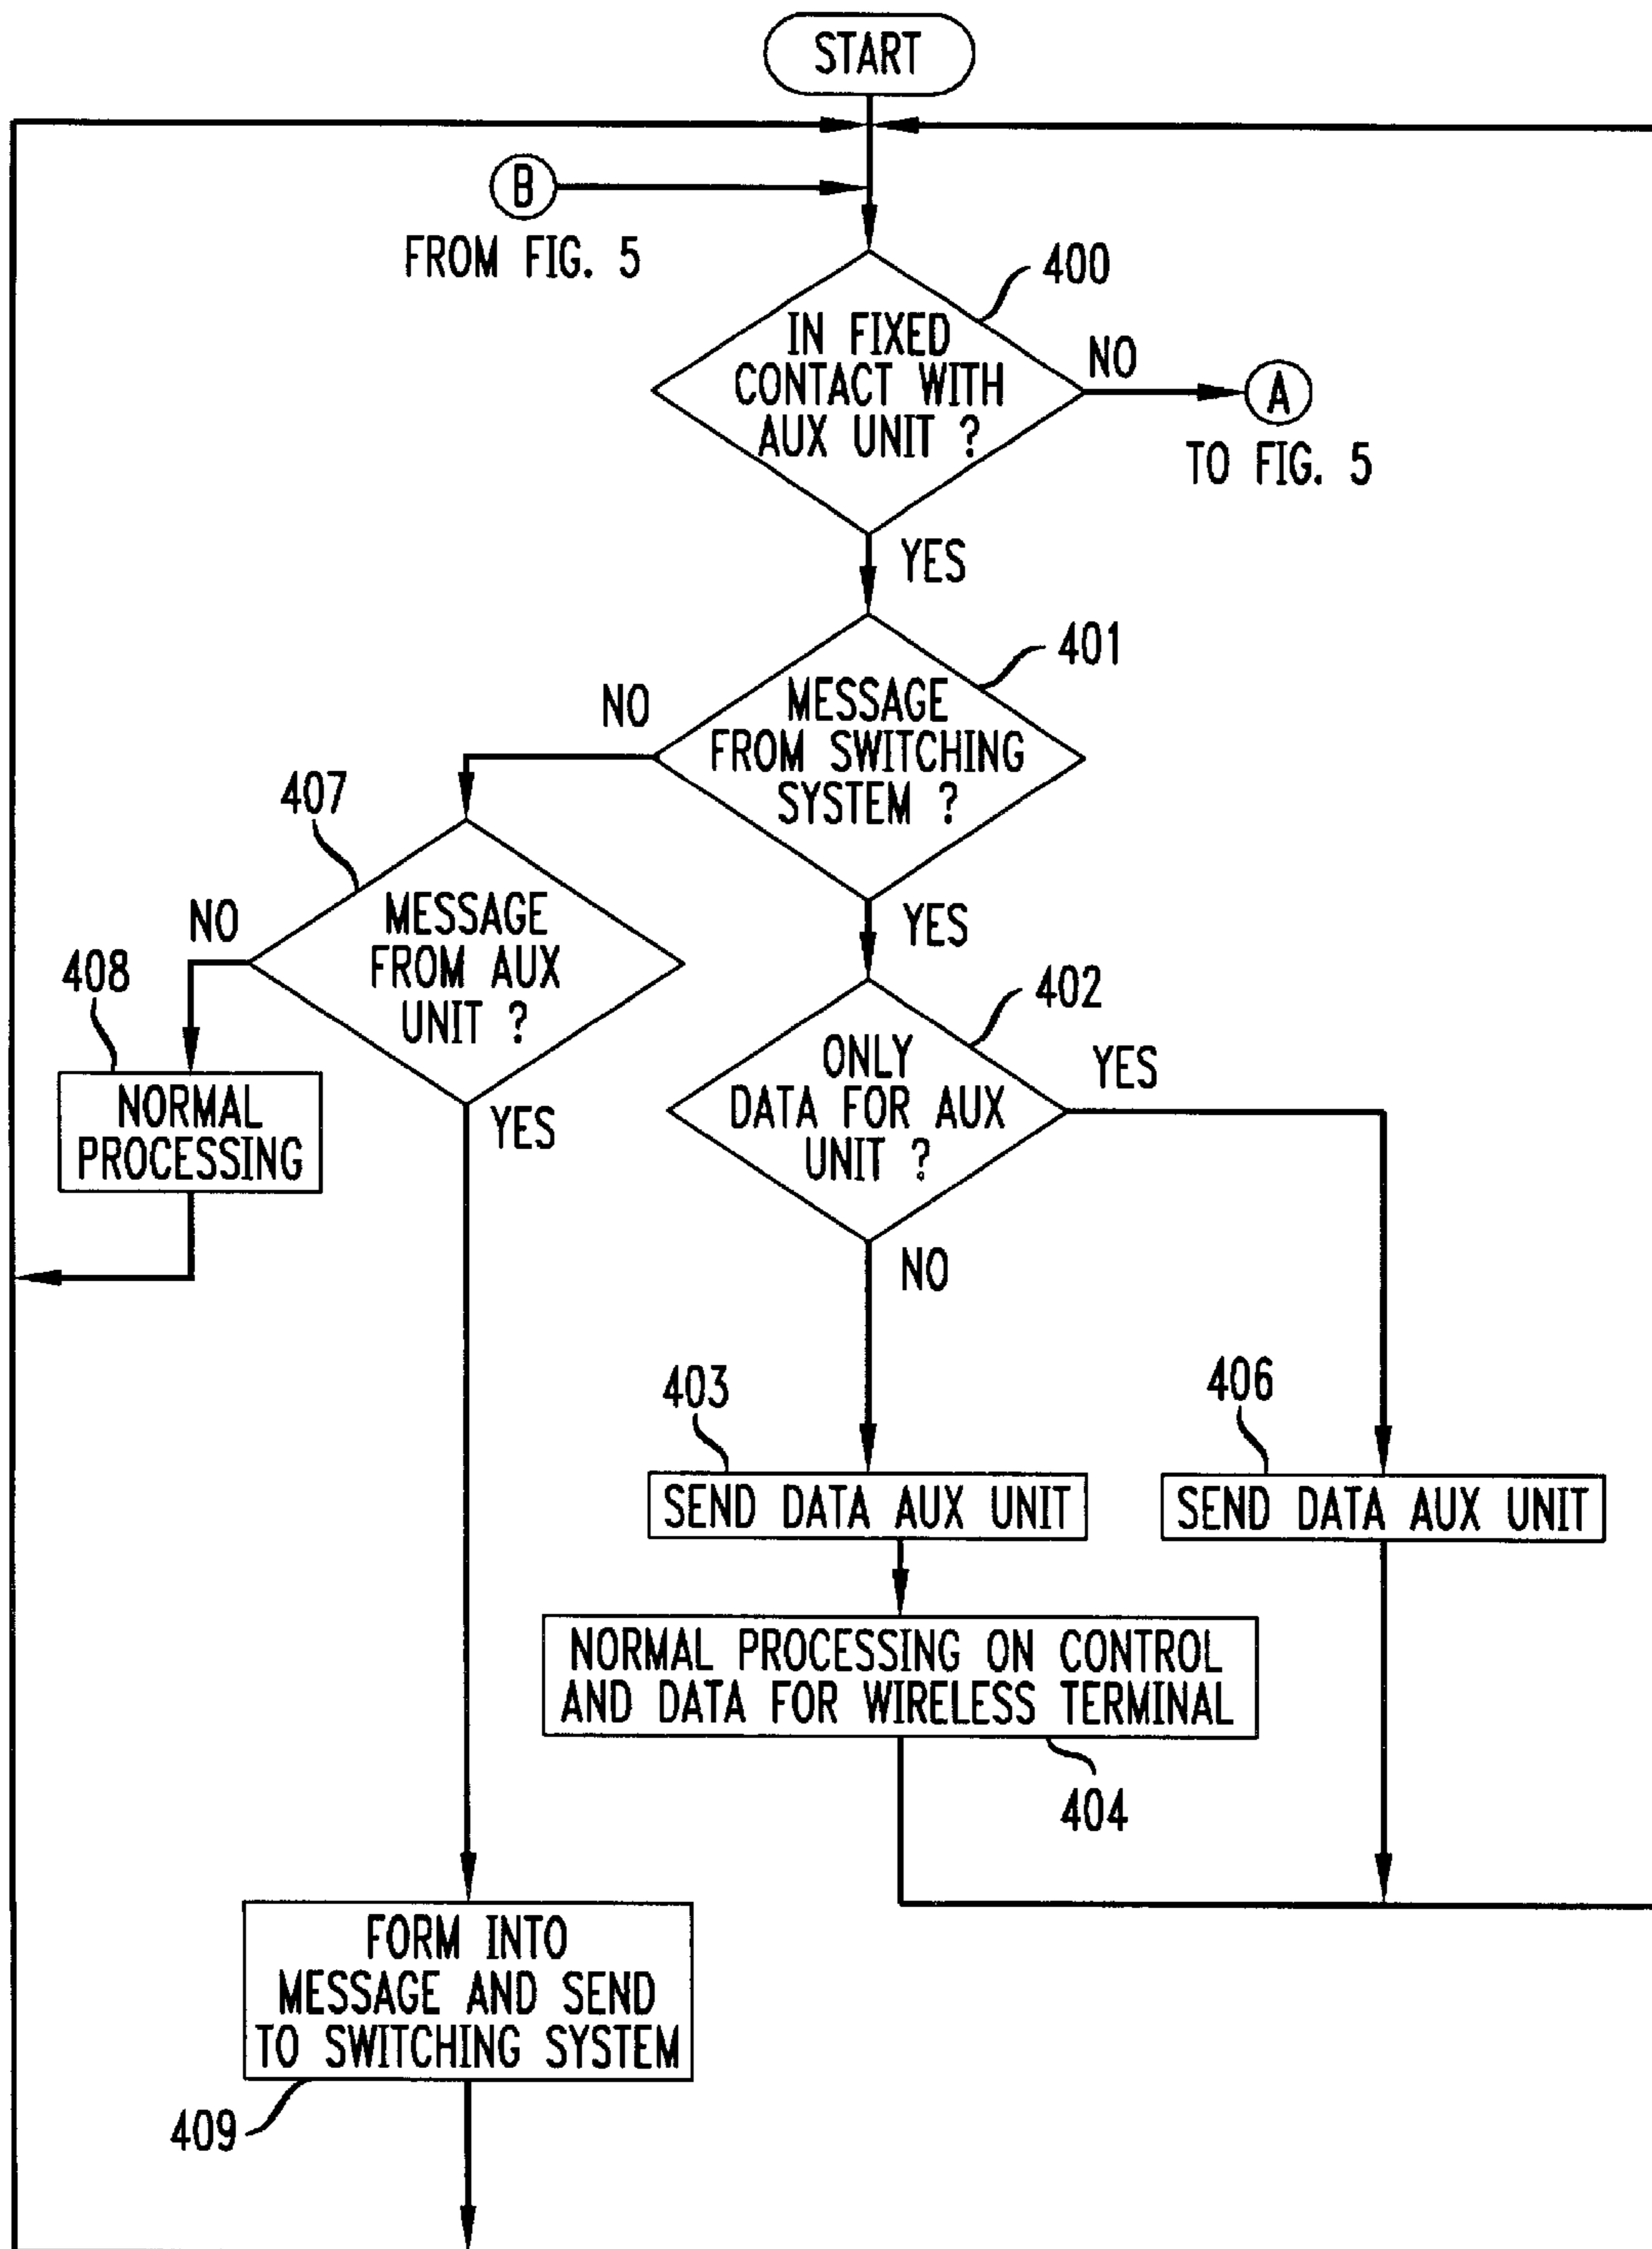 START
B
FROM FIG. 5
400
IN FIXED
CONTACT WITH
AUX UNIT ?
NO
A
TO FIG. 5
YES
401
MESSAGE
FROM SWITCHING
SYSTEM ?
NO
YES
407
MESSAGE
FROM AUX
UNIT ?
NO
YES
408
NORMAL
PROCESSING
402
ONLY
DATA FOR AUX
UNIT ?
YES
NO
403
SEND DATA AUX UNIT
406
SEND DATA AUX UNIT
NORMAL PROCESSING ON CONTROL
AND DATA FOR WIRELESS TERMINAL
404
FORM INTO
MESSAGE AND SEND
TO SWITCHING SYSTEM
409